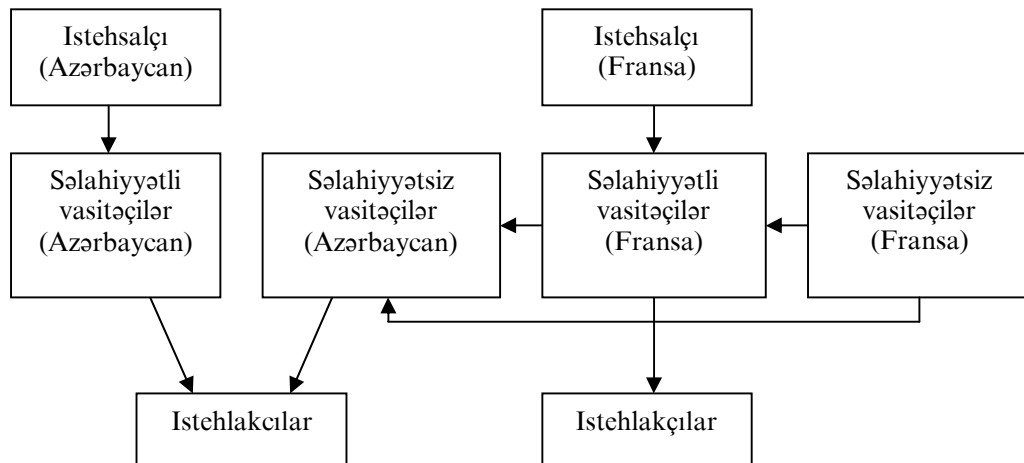 Istehsalçı
(Azərbaycan)
Istehsalçı
(Fransa)
Səlahiyyətli
vasitəçilər
(Azərbaycan)
Səlahiyyətsiz
vasitəçilər
(Azərbaycan)
Səlahiyyətli
vasitəçilər
(Fransa)
Səlahiyyətsiz
vasitəçilər
(Fransa)
Istehlakcılar
Istehlakçılar